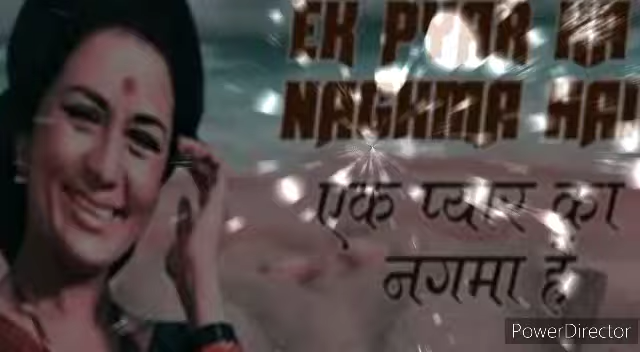 EK PYAR KA
NAGHMA HAI
एक प्यार का
नगमा है
PowerDirector